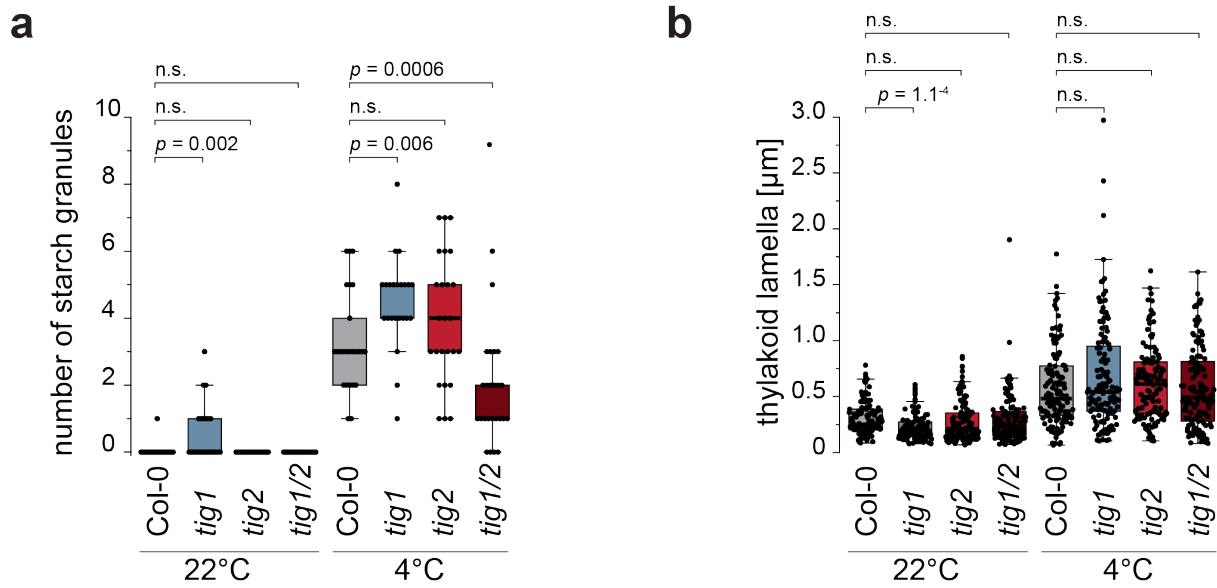 a
n.s.
p = 0.0006
n.s.
n.s.
p = 0.002
p = 0.006
number of starch granules
10
8
6
4
2
0
Col-0
tig1
tig2
tig1/2
Col-0
tig1
tig2
tig1/2
22°C
4°C
b
n.s.
n.s.
n.s.
n.s.
p = 1.1-4
n.s.
thylakoid lamella [µm]
3.0
2.5
2.0
1.5
1.0
0.5
0
Col-0
tig1
tig2
tig1/2
Col-0
tig1
tig2
tig1/2
22°C
4°C